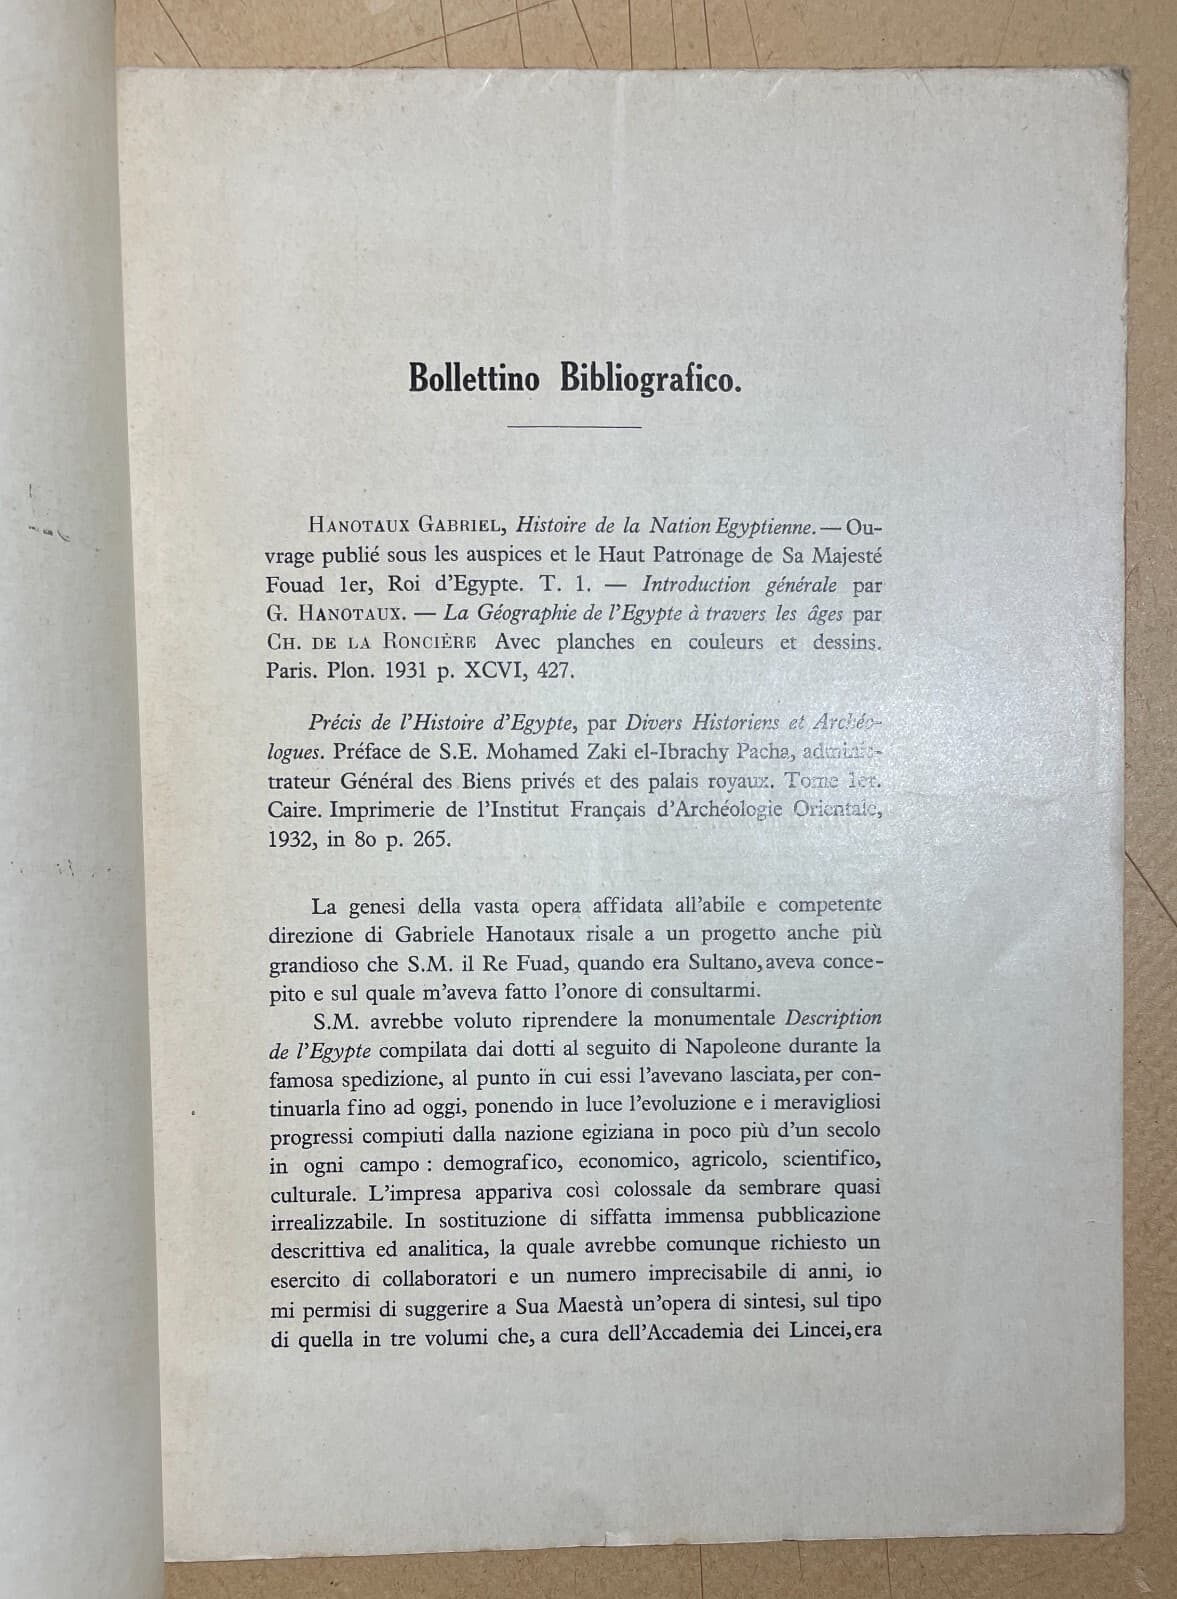 Bollettino Bibliografico.
HANOTAUX GABRIEL, Histoire de la Nation Egyptienne. — Ou-
vrage publié sous les auspices et le Haut Patronage de Sa Majesté
Fouad 1er, Roi d'Egypte. T. 1. — Introduction générale par
G. HANOTAUX. — La Géographie de l'Egypte à travers les âges par
CH. DE LA RONCIÈRE Avec planches en couleurs et dessins.
Paris. Plon. 1931 p. XCVI, 427.
Précis de l'Histoire d'Egypte, par Divers Historiens et Archéo-
logues. Préface de S.E. Mohamed Zaki el-Ibrachy Pacha, adminis-
trateur Général des Biens privés et des palais royaux. Tome 1er.
Caire. Imprimerie de l'Institut Français d'Archéologie Orientale,
1932, in 8o p. 265.
La genesi della vasta opera affidata all'abile e competente
direzione di Gabriele Hanotaux risale a un progetto anche più
grandioso che S.M. il Re Fuad, quando era Sultano, aveva conce-
pito e sul quale m'aveva fatto l'onore di consultarmi.
S.M. avrebbe voluto riprendere la monumentale Description
de l'Egypte compilata dai dotti al seguito di Napoleone durante la
famosa spedizione, al punto in cui essi l'avevano lasciata, per con-
tinuarla fino ad oggi, ponendo in luce l'evoluzione e i meravigliosi
progressi compiuti dalla nazione egiziana in poco più d'un secolo
in ogni campo : demografico, economico, agricolo, scientifico,
culturale. L'impresa appariva così colossale da sembrare quasi
irrealizzabile. In sostituzione di siffatta immensa pubblicazione
descrittiva ed analitica, la quale avrebbe comunque richiesto un
esercito di collaboratori e un numero imprecisabile di anni, io
mi permisi di suggerire a Sua Maestà un'opera di sintesi, sul tipo
di quella in tre volumi che, a cura dell'Accademia dei Lincei, era